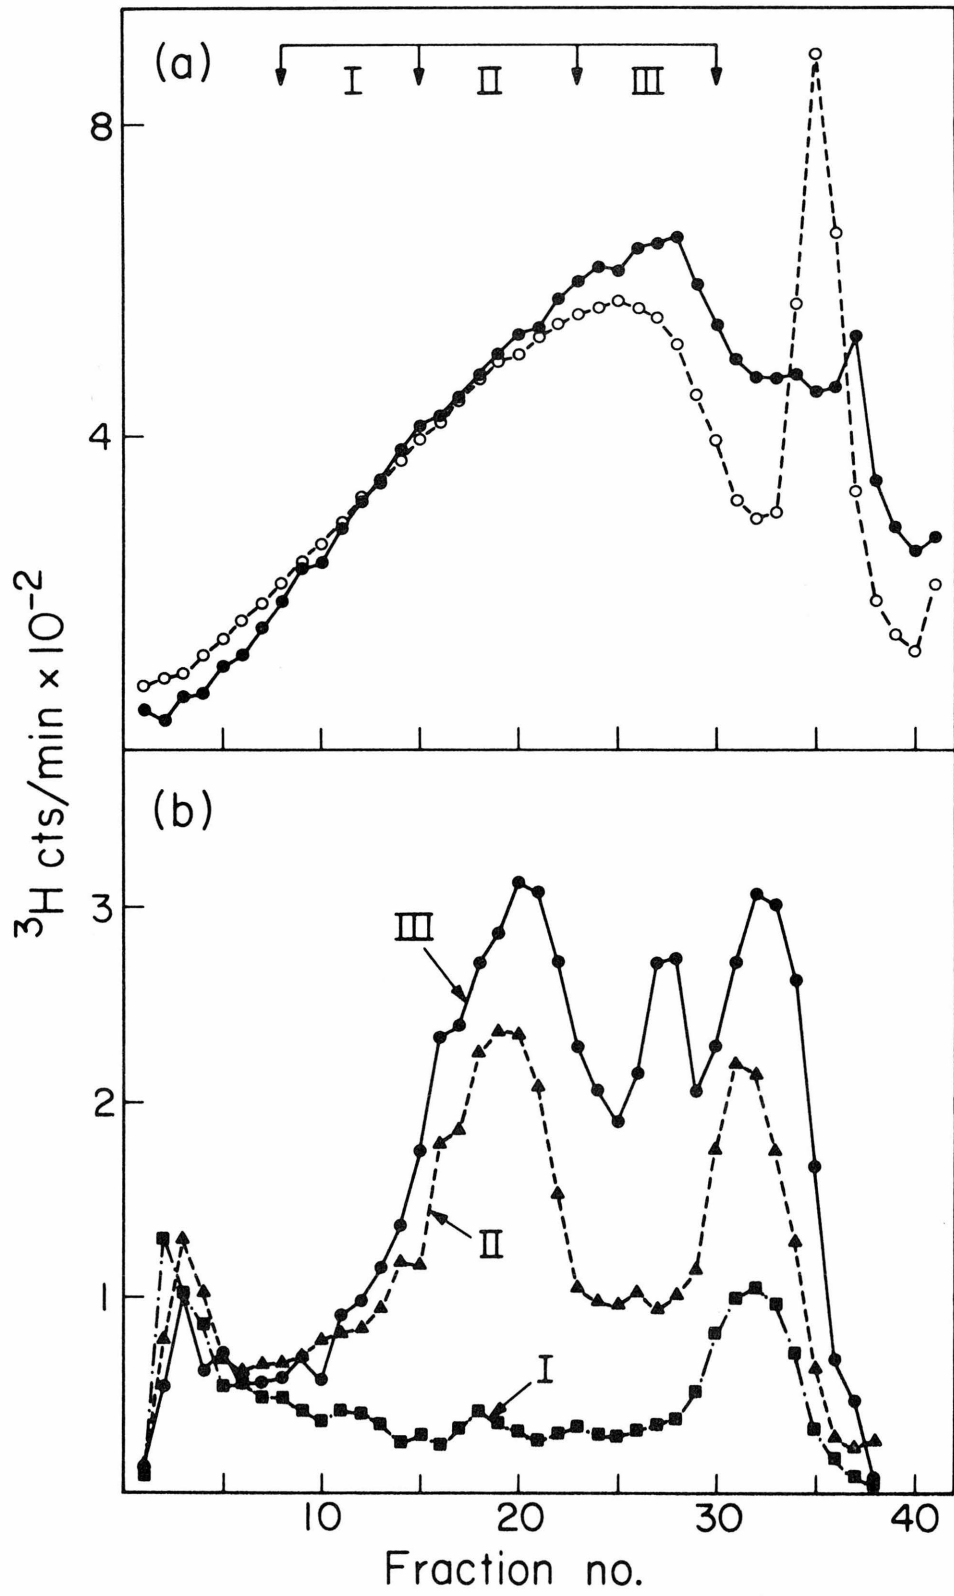 (a)
I II III
8
4
³H cts/min × 10⁻²
(b)
3
III
2
II
1
I
10 20 30 40
Fraction no.